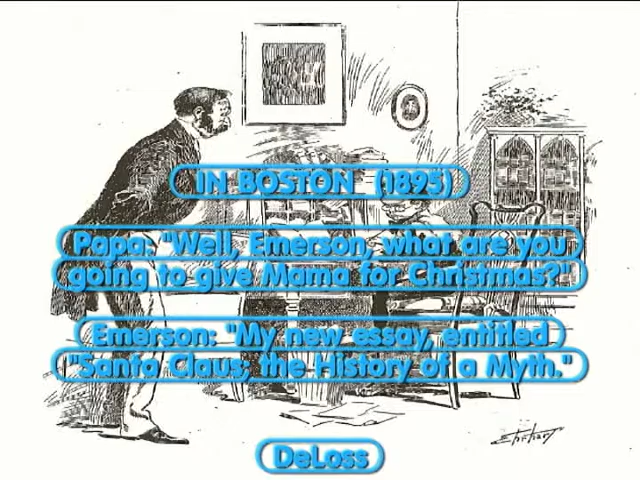 IN BOSTON (1895)
Papa: "Well, Emerson, what are you
going to give Mama for Christmas?"
Emerson: "My new essay, entitled
"Santa Claus, the History of a Myth."
DeLoss
Ehrhart